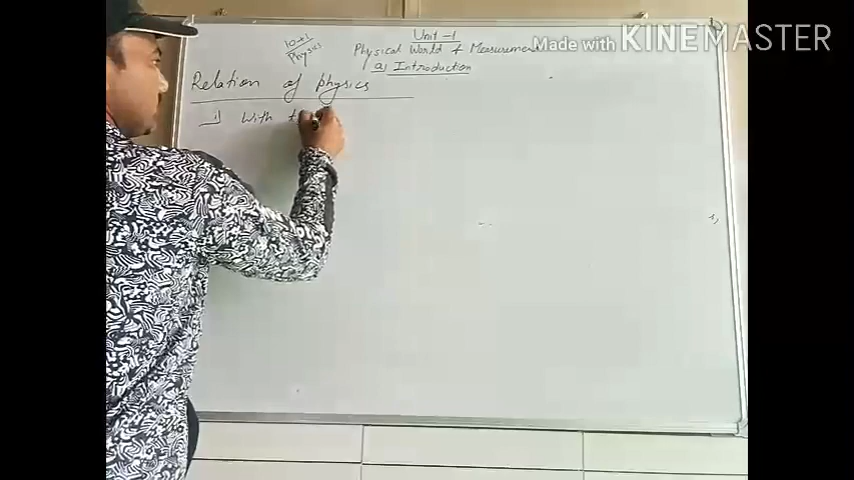 10+1
Physics
Unit -1
Physical World & Measurement
Made with KINEMASTER
a) Introduction
Relation of physics
1) With